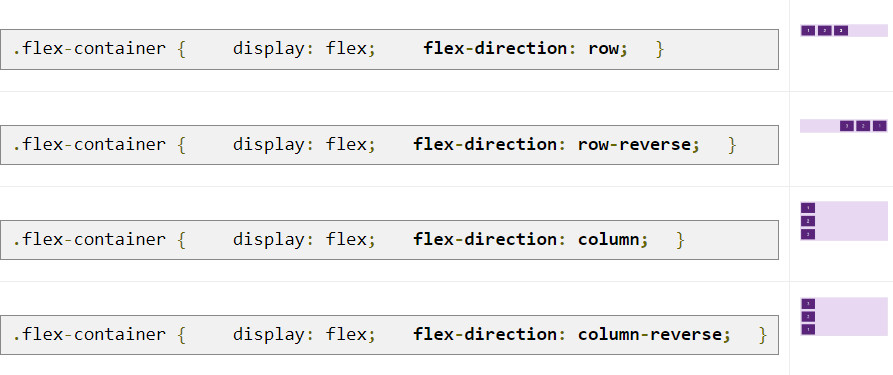 .flex-container { display: flex; flex-direction: row; }
1 2 3
.flex-container { display: flex; flex-direction: row-reverse; }
3 2 1
.flex-container { display: flex; flex-direction: column; }
1
2
3
.flex-container { display: flex; flex-direction: column-reverse; }
3
2
1